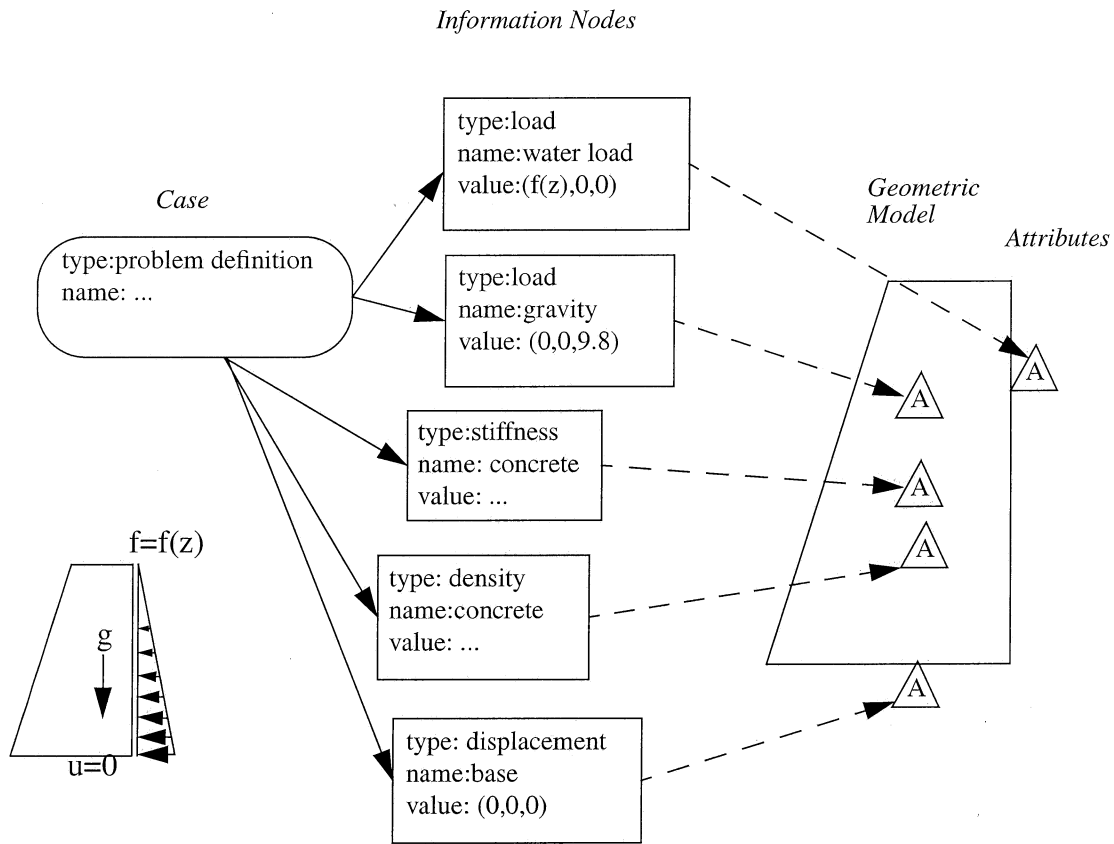 Information Nodes
type:load
name:water load
value:(f(z),0,0)
Case
type:problem definition
name: ...
Geometric
Model
Attributes
type:load
name:gravity
value: (0,0,9.8)
A
A
type:stiffness
name: concrete
value: ...
A
A
f=f(z)
g
u=0
type: density
name:concrete
value: ...
A
type: displacement
name:base
value: (0,0,0)